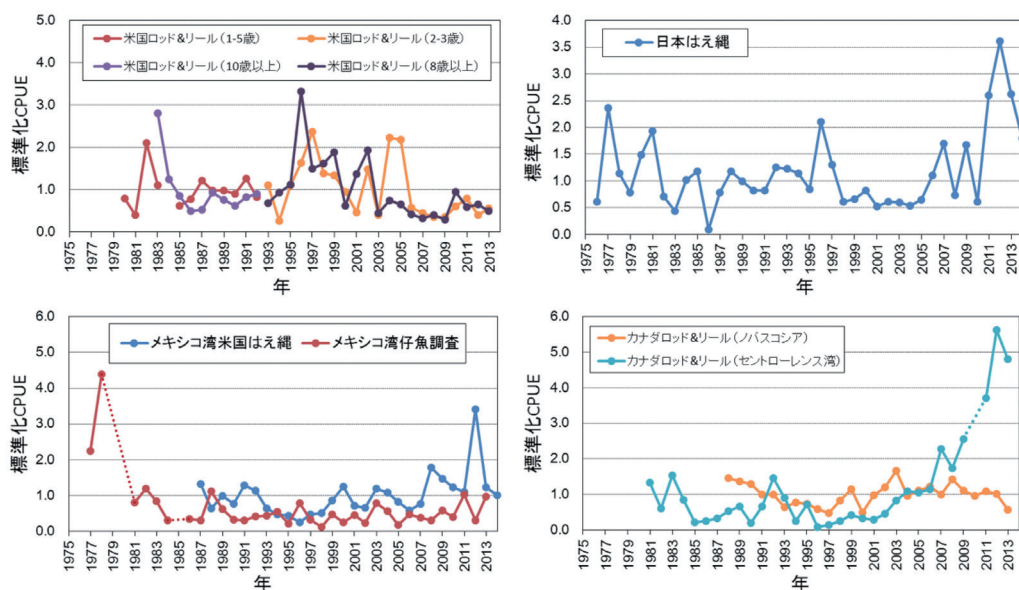 5.0
4.0
3.0
2.0
1.0
0.0
標準化CPUE
米国ロッド&リール(1-5歳)
米国ロッド&リール(2-3歳)
米国ロッド&リール(10歳以上)
米国ロッド&リール(8歳以上)
1975 1977 1979 1981 1983 1985 1987 1989 1991 1993 1995 1997 1999 2001 2003 2005 2007 2009 2011 2013
年
4.0
3.5
3.0
2.5
2.0
1.5
1.0
0.5
0.0
標準化CPUE
日本はえ縄
1975 1977 1979 1981 1983 1985 1987 1989 1991 1993 1995 1997 1999 2001 2003 2005 2007 2009 2011 2013
年
6.0
5.0
4.0
3.0
2.0
1.0
0.0
標準化CPUE
メキシコ湾米国はえ縄
メキシコ湾仔魚調査
1975 1977 1979 1981 1983 1985 1987 1989 1991 1993 1995 1997 1999 2001 2003 2005 2007 2009 2011 2013
年
6.0
5.0
4.0
3.0
2.0
1.0
0.0
標準化CPUE
カナダロッド&リール(ノバスコシア)
カナダロッド&リール(セントローレンス湾)
1975 1977 1979 1981 1983 1985 1987 1989 1991 1993 1995 1997 1999 2001 2003 2005 2007 2009 2011 2013
年